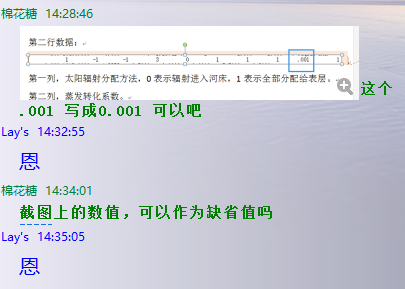 棉花糖 14:28:46
第二行数据：
1 -1 -3 0 1 1 1 .001 1
第一列，太阳辐射分配方法，0 表示辐射进入河床，1 表示全部分配给表层。
第二列，蒸发转化系数。
这个
.001 写成0.001 可以吧
Lay's 14:32:55
恩
棉花糖 14:34:01
截图上的数值，可以作为缺省值吗
Lay's 14:35:05
恩